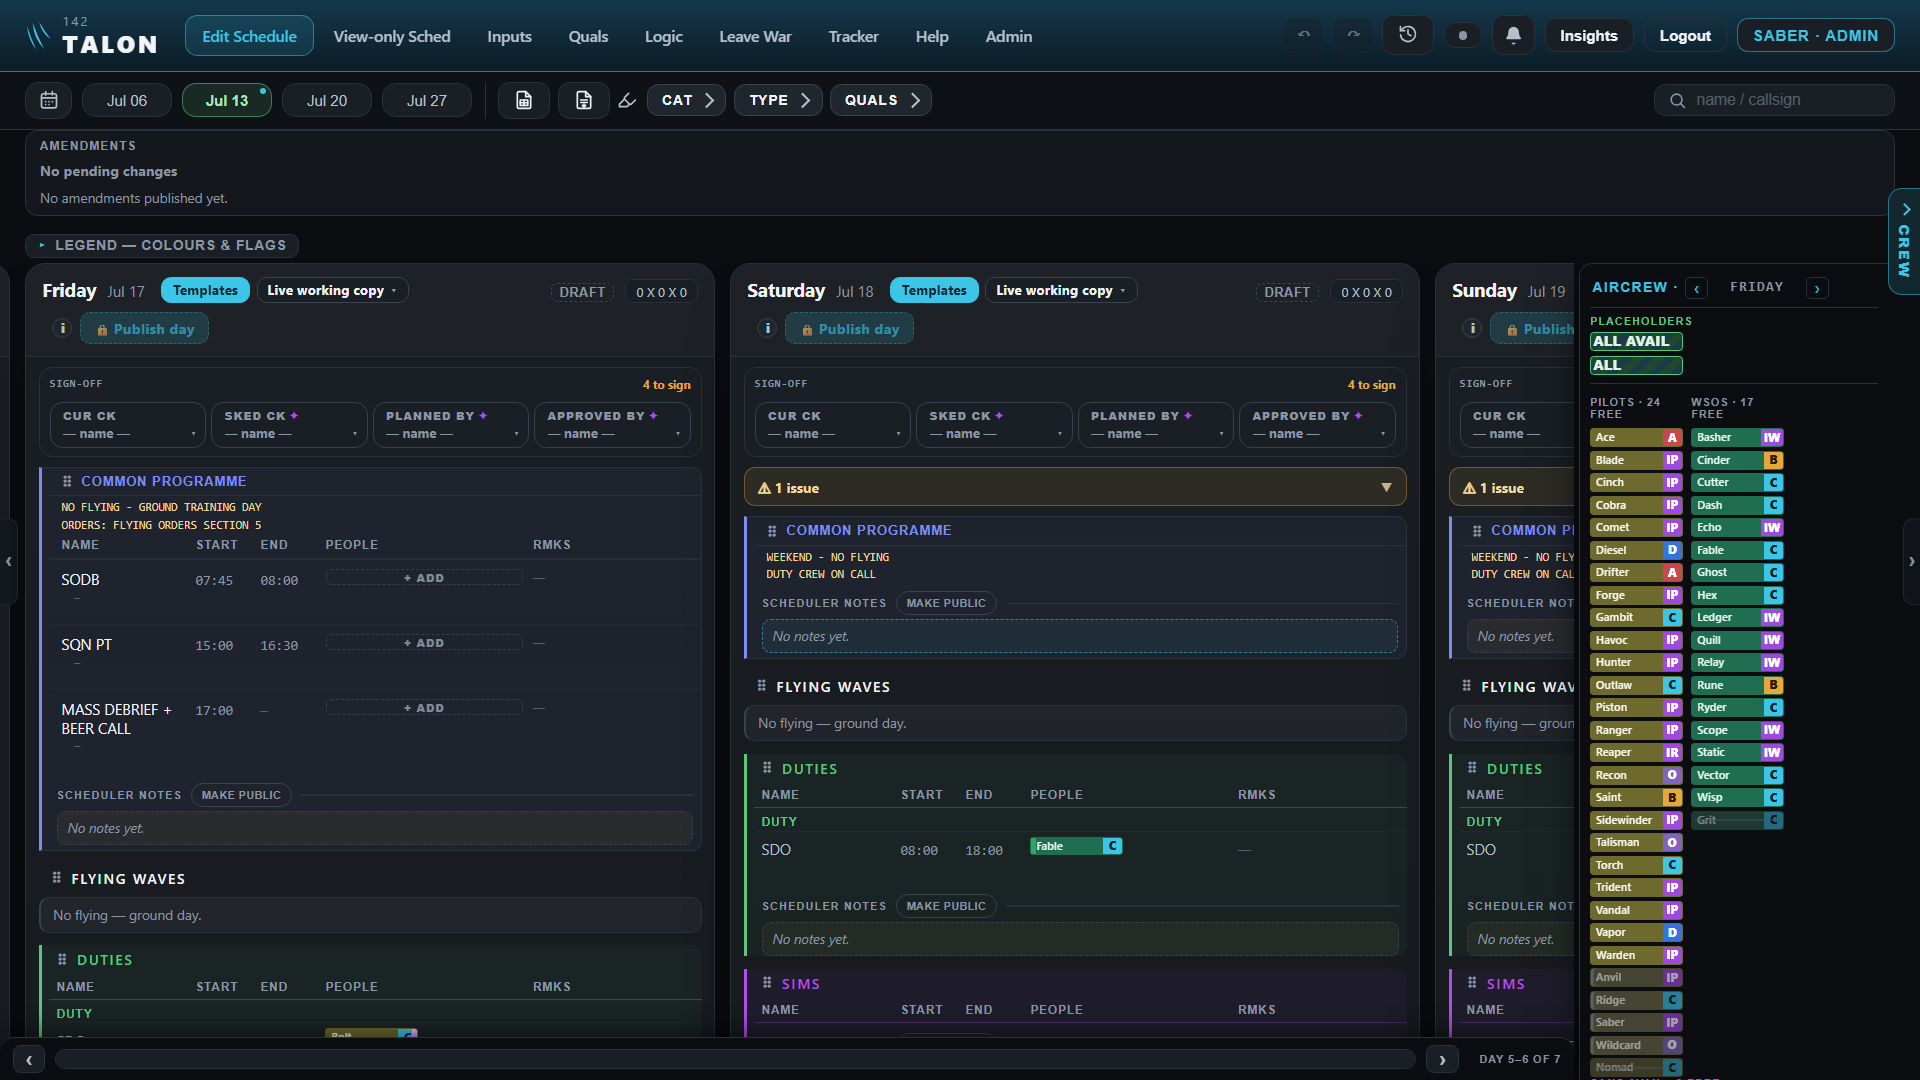 142
TALON
Edit Schedule
View-only Sched
Inputs
Quals
Logic
Leave War
Tracker
Help
Admin
Insights
Logout
SABER · ADMIN
Jul 06
Jul 13
Jul 20
Jul 27
CAT
TYPE
QUALS
name / callsign
AMENDMENTS
No pending changes
No amendments published yet.
LEGEND — COLOURS & FLAGS
CREW
Friday Jul 17
Templates
Live working copy
DRAFT
0 X 0 X 0
i
Publish day
SIGN-OFF
4 to sign
CUR CK
— name —
SKED CK
— name —
PLANNED BY
— name —
APPROVED BY
— name —
COMMON PROGRAMME
NO FLYING - GROUND TRAINING DAY
ORDERS: FLYING ORDERS SECTION 5
NAME START END PEOPLE RMKS
SODB 07:45 08:00 + ADD —
—
SQN PT 15:00 16:30 + ADD —
—
MASS DEBRIEF + BEER CALL 17:00 — + ADD —
—
SCHEDULER NOTES MAKE PUBLIC
No notes yet.
FLYING WAVES
No flying — ground day.
DUTIES
NAME START END PEOPLE RMKS
DUTY
Saturday Jul 18
Templates
Live working copy
DRAFT
0 X 0 X 0
i
Publish day
SIGN-OFF
4 to sign
CUR CK
— name —
SKED CK
— name —
PLANNED BY
— name —
APPROVED BY
— name —
1 issue
COMMON PROGRAMME
WEEKEND - NO FLYING
DUTY CREW ON CALL
SCHEDULER NOTES MAKE PUBLIC
No notes yet.
FLYING WAVES
No flying — ground day.
DUTIES
NAME START END PEOPLE RMKS
DUTY
SDO 08:00 18:00 Fable C —
SCHEDULER NOTES MAKE PUBLIC
No notes yet.
SIMS
NAME START END PEOPLE RMKS
Sunday Jul 19
i
Publish
SIGN-OFF
CUR CK
— name —
1 issue
COMMON P
WEEKEND - NO FLY
DUTY CREW ON CAL
SCHEDULER NOT
No notes yet.
FLYING WAV
No flying — groun
DUTIES
NAME
DUTY
SDO
SCHEDULER NOT
No notes yet.
SIMS
NAME
AIRCREW ·
FRIDAY
PLACEHOLDERS
ALL AVAIL
ALL
PILOTS · 24 FREE
Ace A
Blade IP
Cinch IP
Cobra IP
Comet IP
Diesel D
Drifter A
Forge IP
Gambit C
Havoc IP
Hunter IP
Outlaw C
Piston IP
Ranger IP
Reaper IR
Recon O
Saint B
Sidewinder IP
Talisman O
Torch C
Trident IP
Vandal IP
Vapor D
Warden IP
Anvil IP
Ridge C
Saber IP
Wildcard O
Nomad C
WSOS · 17 FREE
Basher IW
Cinder B
Cutter C
Dash C
Echo IW
Fable C
Ghost C
Hex C
Ledger IW
Quill IW
Relay IW
Rune B
Ryder C
Scope IW
Static IW
Vector C
Wisp C
Grit C
DAY 5–6 OF 7